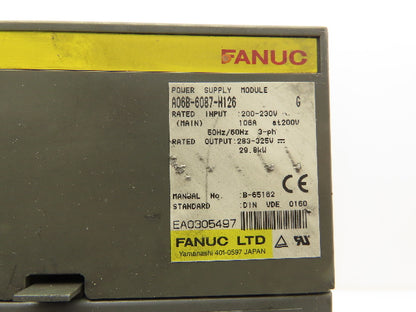 FANUC
POWER SUPPLY MODULE
A06B-6087-H126 G
RATED INPUT :200-230V
(MAIN) 106A at200V
50Hz/60Hz 3-ph
RATED OUTPUT:283-325V
29.8kW
MANUAL No. :B-65162
STANDARD :DIN VDE 0160
CE
EA0305497
FANUC LTD
Yamanashi 401-0597 JAPAN